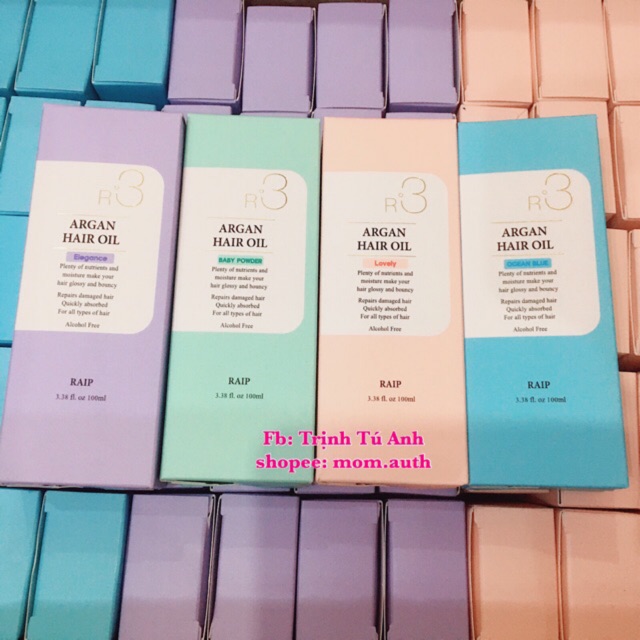 R3
ARGAN
HAIR OIL
Elegance
Plenty of nutrients and
moisture make your
hair glossy and bouncy
Repairs damaged hair
Quickly absorbed
For all types of hair
Alcohol Free
RAIP
3.38 fl. oz 100ml
R3
ARGAN
HAIR OIL
BABY POWDER
Plenty of nutrients and
moisture make your
hair glossy and bouncy
Repairs damaged hair
Quickly absorbed
For all types of hair
Alcohol Free
RAIP
3.38 fl. oz 100ml
R3
ARGAN
HAIR OIL
Lovely
Plenty of nutrients and
moisture make your
hair glossy and bouncy
Repairs damaged hair
Quickly absorbed
For all types of hair
Alcohol Free
RAIP
3.38 fl. oz 100ml
R3
ARGAN
HAIR OIL
OCEAN BLUE
Plenty of nutrients and
moisture make your
hair glossy and bouncy
Repairs damaged hair
Quickly absorbed
For all types of hair
Alcohol Free
RAIP
3.38 fl. oz 100ml
Fb: Trịnh Tú Anh
shopee: mom.auth